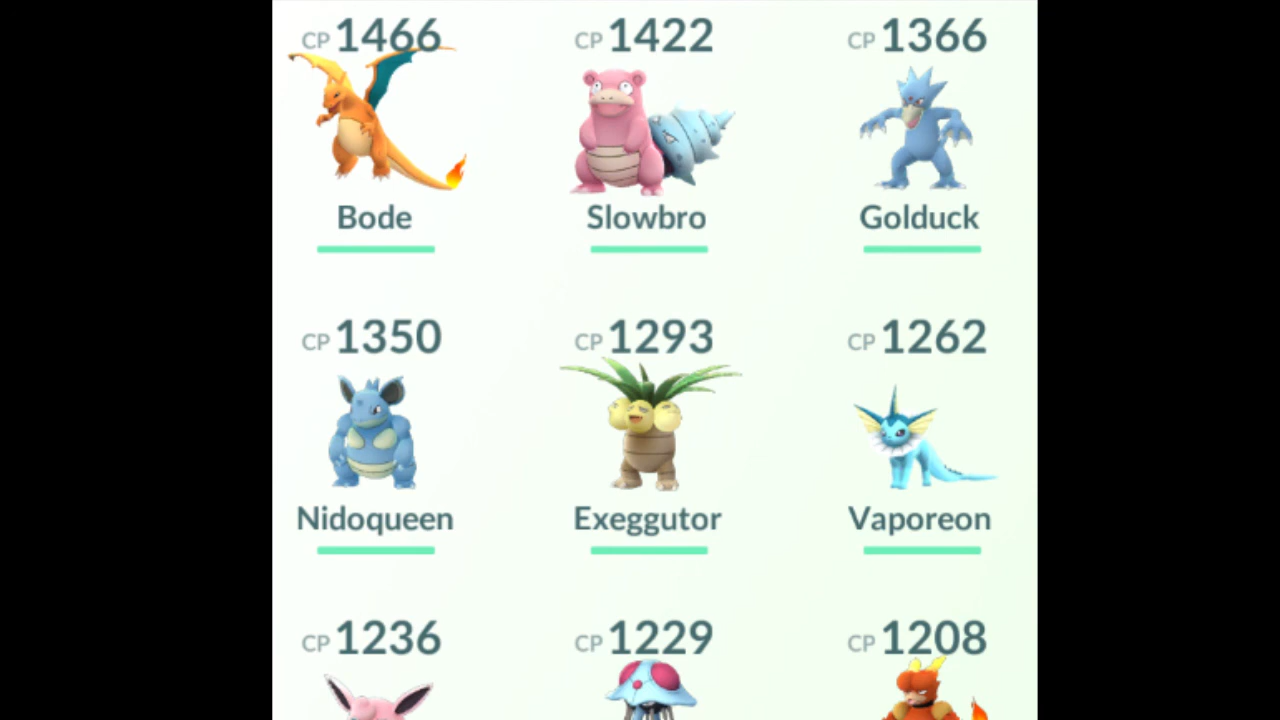 CP 1466 CP 1422 CP 1366
Bode Slowbro Golduck
CP 1350 CP 1293 CP 1262
Nidoqueen Exeggutor Vaporeon
CP 1236 CP 1229 CP 1208